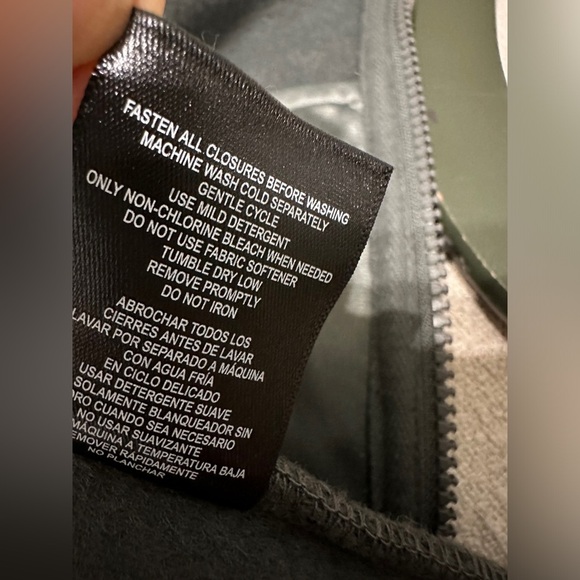 FASTEN ALL CLOSURES BEFORE WASHING
MACHINE WASH COLD SEPARATELY
GENTLE CYCLE
USE MILD DETERGENT
ONLY NON-CHLORINE BLEACH WHEN NEEDED
DO NOT USE FABRIC SOFTENER
TUMBLE DRY LOW
REMOVE PROMPTLY
DO NOT IRON
ABROCHAR TODOS LOS
CIERRES ANTES DE LAVAR
LAVAR POR SEPARADO A MÁQUINA
CON AGUA FRÍA
EN CICLO DELICADO
USAR DETERGENTE SUAVE
SOLAMENTE BLANQUEADOR SIN
CUANDO SEA NECESARIO
NO USAR SUAVIZANTE
MÁQUINA A TEMPERATURA BAJA
RÁPIDAMENTE
NO PLANCHAR